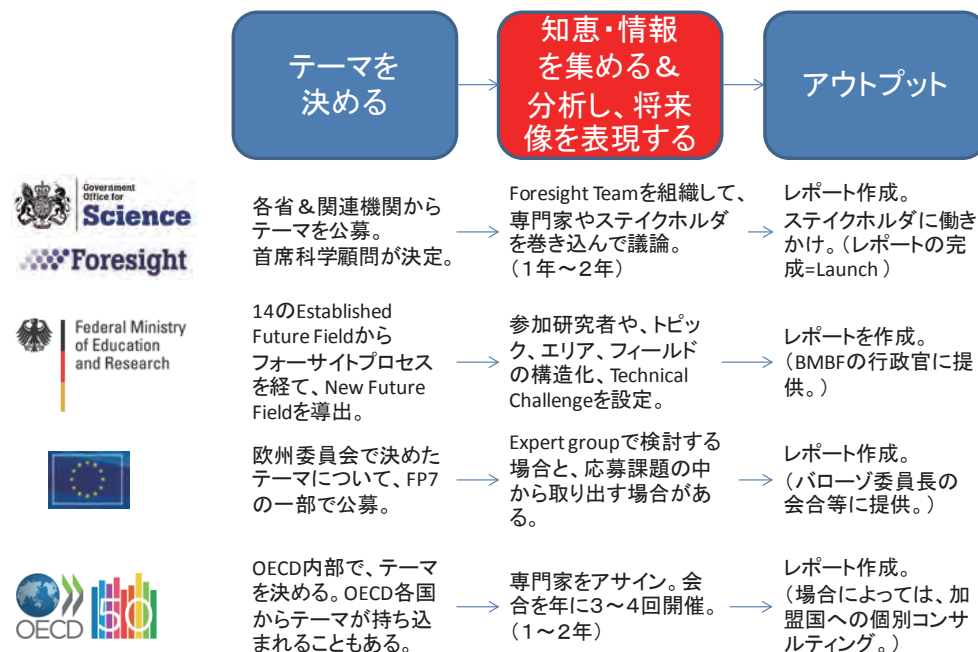 テーマを
決める
知恵・情報
を集める&
分析し、将来
像を表現する
アウトプット
Government
Office for
Science
Foresight
各省＆関連機関から
テーマを公募。
首席科学顧問が決定。
Foresight Teamを組織して、
専門家やステイクホルダ
を巻き込んで議論。
（１年～２年）
レポート作成。
ステイクホルダに働き
かけ。（レポートの完
成=Launch）
Federal Ministry
of Education
and Research
14のEstablished
Future Fieldから
フォーサイトプロセス
を経て、New Future
Fieldを導出。
参加研究者や、トピッ
ク、エリア、フィールド
の構造化、Technical
Challengeを設定。
レポートを作成。
（BMBFの行政官に提
供。）
欧州委員会で決めた
テーマについて、FP7
の一部で公募。
Expert groupで検討する
場合と、応募課題の中
から取り出す場合があ
る。
レポート作成。
（バローゾ委員長の
会合等に提供。）
OECD
50
OECD内部で、テーマ
を決める。OECD各国
からテーマが持ち込
まれることもある。
専門家をアサイン。会
合を年に３～４回開催。
（１～２年）
レポート作成。
（場合によっては、加
盟国への個別コンサ
ルティング。）